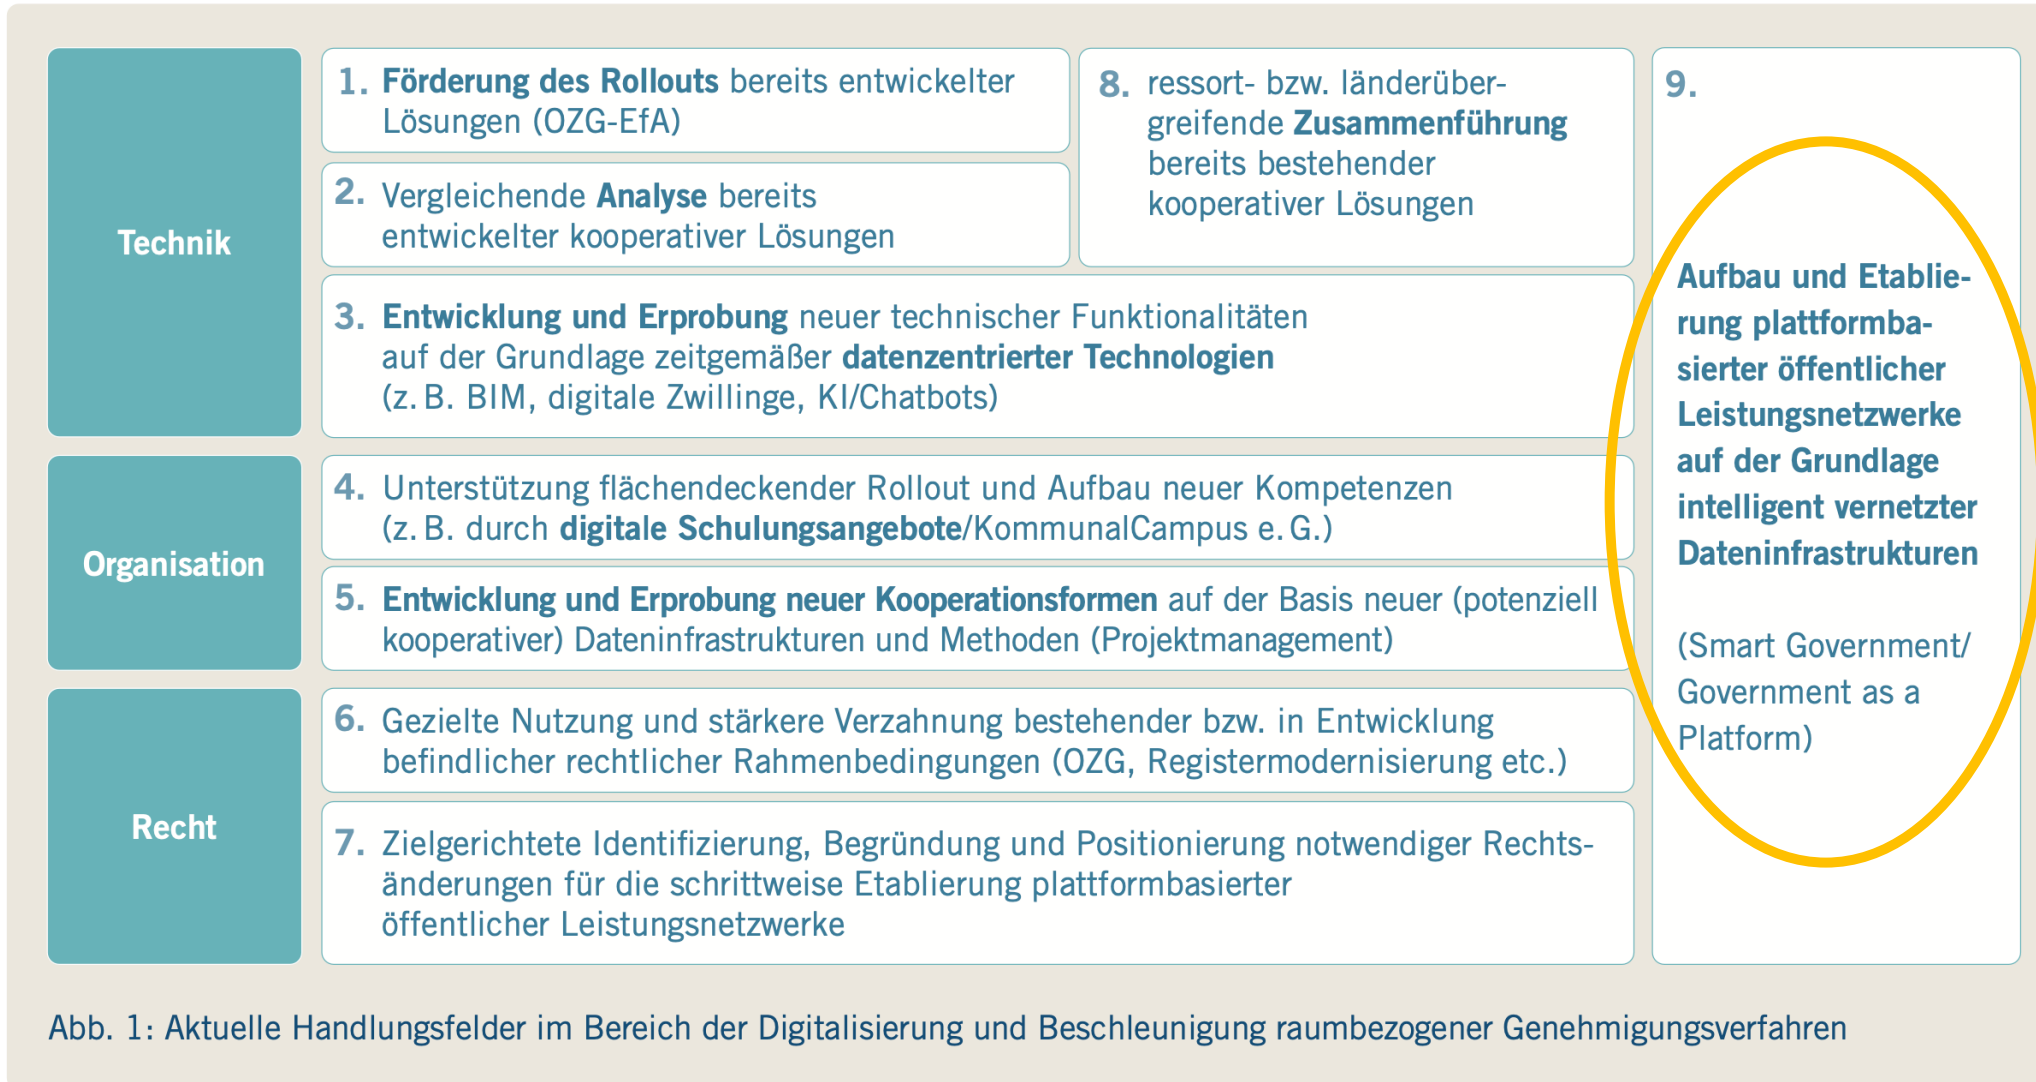 Technik
1. Förderung des Rollouts bereits entwickelter
Lösungen (OZG-EfA)
2. Vergleichende Analyse bereits
entwickelter kooperativer Lösungen
8. ressort- bzw. länderüber-
greifende Zusammenführung
bereits bestehender
kooperativer Lösungen
3. Entwicklung und Erprobung neuer technischer Funktionalitäten
auf der Grundlage zeitgemäßer datenzentrierter Technologien
(z. B. BIM, digitale Zwillinge, KI/Chatbots)
Organisation
4. Unterstützung flächendeckender Rollout und Aufbau neuer Kompetenzen
(z. B. durch digitale Schulungsangebote/KommunalCampus e. G.)
5. Entwicklung und Erprobung neuer Kooperationsformen auf der Basis neuer (potenziell
kooperativer) Dateninfrastrukturen und Methoden (Projektmanagement)
Recht
6. Gezielte Nutzung und stärkere Verzahnung bestehender bzw. in Entwicklung
befindlicher rechtlicher Rahmenbedingungen (OZG, Registermodernisierung etc.)
7. Zielgerichtete Identifizierung, Begründung und Positionierung notwendiger Rechts-
änderungen für die schrittweise Etablierung plattformbasierter
öffentlicher Leistungsnetzwerke
9.
Aufbau und Etablie-
rung plattformba-
sierter öffentlicher
Leistungsnetzwerke
auf der Grundlage
intelligent vernetzter
Dateninfrastrukturen
(Smart Government/
Government as a
Platform)
Abb. 1: Aktuelle Handlungsfelder im Bereich der Digitalisierung und Beschleunigung raumbezogener Genehmigungsverfahren